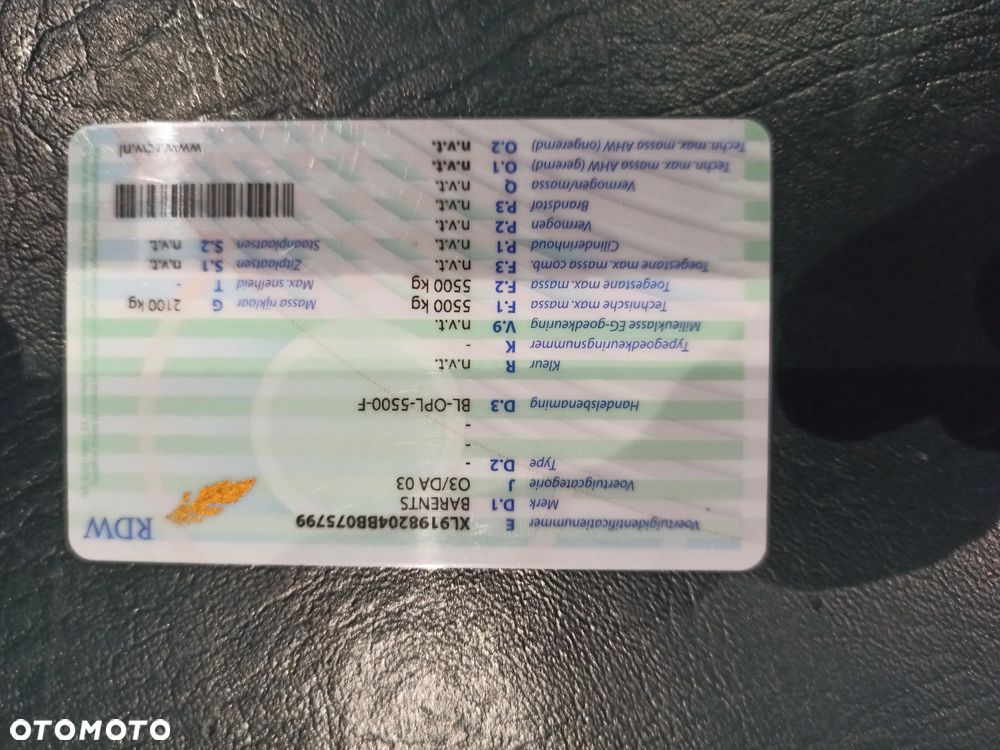 RDW
Voertuigidentificatienummer E XL9198204BB075799
Merk D.1 BARENTS
Voertuigcategorie J O3/DA 03
Type D.2 -
-
-
Handelsbenaming D.3 BL-OPL-5500-F
Kleur R n.v.t.
Typegoedkeuringsnummer K -
Milieuklasse EG-goedkeuring V.9 n.v.t.
Technische max. massa F.1 5500 kg
Toegestane max. massa F.2 5500 kg
Toegestane max. massa comb. F.3 n.v.t.
Cilinderinhoud P.1 n.v.t.
Vermogen P.2 n.v.t.
Brandstof P.3 n.v.t.
Vermogen/massa Q n.v.t.
Techn. max. massa AHW (geremd) O.1 n.v.t.
Techn. max. massa AHW (ongeremd) O.2 n.v.t.
Massa rijklaar G 2100 kg
Max. snelheid T -
Zitplaatsen S.1 n.v.t.
Staanplaatsen S.2 n.v.t.
www.rdw.nl
OTOMOTO